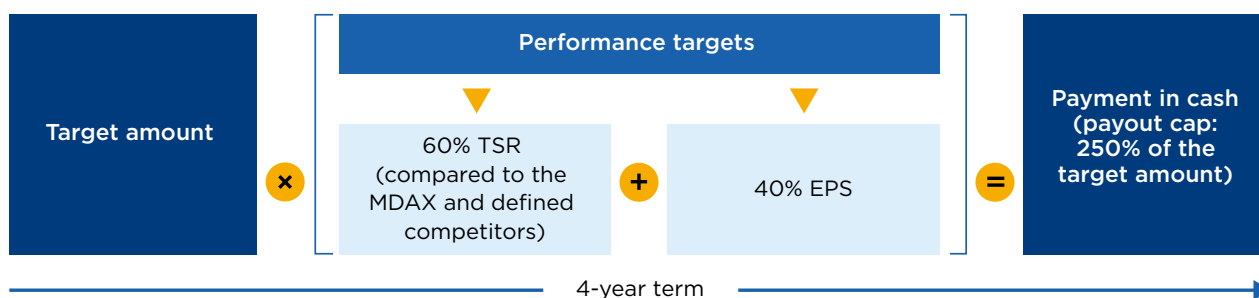 Performance targets
Target amount
×
60% TSR
(compared to the
MDAX and defined
competitors)
+
40% EPS
=
Payment in cash
(payout cap:
250% of the
target amount)
4-year term